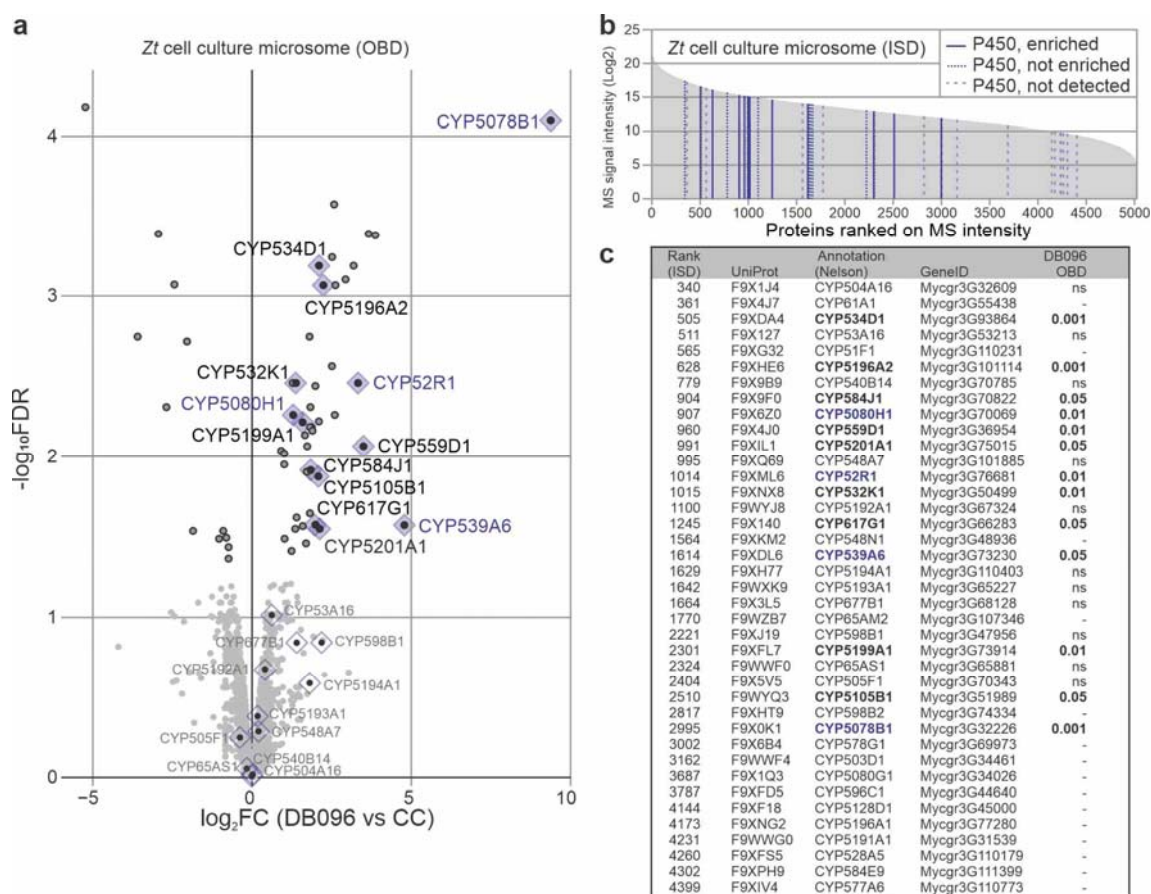 a
Zt cell culture microsome (OBD)
4
3
2
1
0
-log₁₀FDR
CYP5078B1
CYP534D1
CYP5196A2
CYP532K1
CYP52R1
CYP5080H1
CYP5199A1
CYP559D1
CYP584J1
CYP5105B1
CYP617G1
CYP539A6
CYP5201A1
CYP53A16
CYP677B1
CYP598B1
CYP5192A1
CYP5194A1
CYP5193A1
CYP548A7
CYP505F1
CYP540B14
CYP65AS1
CYP504A16
−5 0 5 10
log₂FC (DB096 vs CC)
b
Zt cell culture microsome (ISD)
P450, enriched
P450, not enriched
P450, not detected
MS signal intensity (Log2)
25
20
15
10
5
0
0 500 1000 1500 2000 2500 3000 3500 4000 4500 5000
Proteins ranked on MS intensity
c
Rank Annotation DB096
(ISD) UniProt (Nelson) GeneID OBD
340 F9X1J4 CYP504A16 Mycgr3G32609 ns
361 F9X4J7 CYP61A1 Mycgr3G55438 -
505 F9XDA4 CYP534D1 Mycgr3G93864 0.001
511 F9X127 CYP53A16 Mycgr3G53213 ns
565 F9XG32 CYP51F1 Mycgr3G110231 -
628 F9XHE6 CYP5196A2 Mycgr3G101114 0.001
779 F9X9B9 CYP540B14 Mycgr3G70785 ns
904 F9X9F0 CYP584J1 Mycgr3G70822 0.05
907 F9X6Z0 CYP5080H1 Mycgr3G70069 0.01
960 F9X4J0 CYP559D1 Mycgr3G36954 0.01
991 F9XIL1 CYP5201A1 Mycgr3G75015 0.05
995 F9XQ69 CYP548A7 Mycgr3G101885 ns
1014 F9XML6 CYP52R1 Mycgr3G76681 0.01
1015 F9XNX8 CYP532K1 Mycgr3G50499 0.01
1100 F9WYJ8 CYP5192A1 Mycgr3G67324 ns
1245 F9X140 CYP617G1 Mycgr3G66283 0.05
1564 F9XKM2 CYP548N1 Mycgr3G48936 -
1614 F9XDL6 CYP539A6 Mycgr3G73230 0.05
1629 F9XH77 CYP5194A1 Mycgr3G110403 ns
1642 F9WXK9 CYP5193A1 Mycgr3G65227 ns
1664 F9X3L5 CYP677B1 Mycgr3G68128 ns
1770 F9WZB7 CYP65AM2 Mycgr3G107346 -
2221 F9XJ19 CYP598B1 Mycgr3G47956 ns
2301 F9XFL7 CYP5199A1 Mycgr3G73914 0.01
2324 F9WWF0 CYP65AS1 Mycgr3G65881 ns
2404 F9X5V5 CYP505F1 Mycgr3G70343 ns
2510 F9WYQ3 CYP5105B1 Mycgr3G51989 0.05
2817 F9XHT9 CYP598B2 Mycgr3G74334 -
2995 F9X0K1 CYP5078B1 Mycgr3G32226 0.001
3002 F9X6B4 CYP578G1 Mycgr3G69973 -
3162 F9WWF4 CYP503D1 Mycgr3G34461 -
3687 F9X1Q3 CYP5080G1 Mycgr3G34026 -
3787 F9XFD5 CYP596C1 Mycgr3G44640 -
4144 F9XF18 CYP5128D1 Mycgr3G45000 -
4173 F9XNG2 CYP5196A1 Mycgr3G77280 -
4231 F9WWG0 CYP5191A1 Mycgr3G31539 -
4260 F9XFS5 CYP528A5 Mycgr3G110179 -
4302 F9XPH9 CYP584E9 Mycgr3G111399 -
4399 F9XIV4 CYP577A6 Mycgr3G110773 -